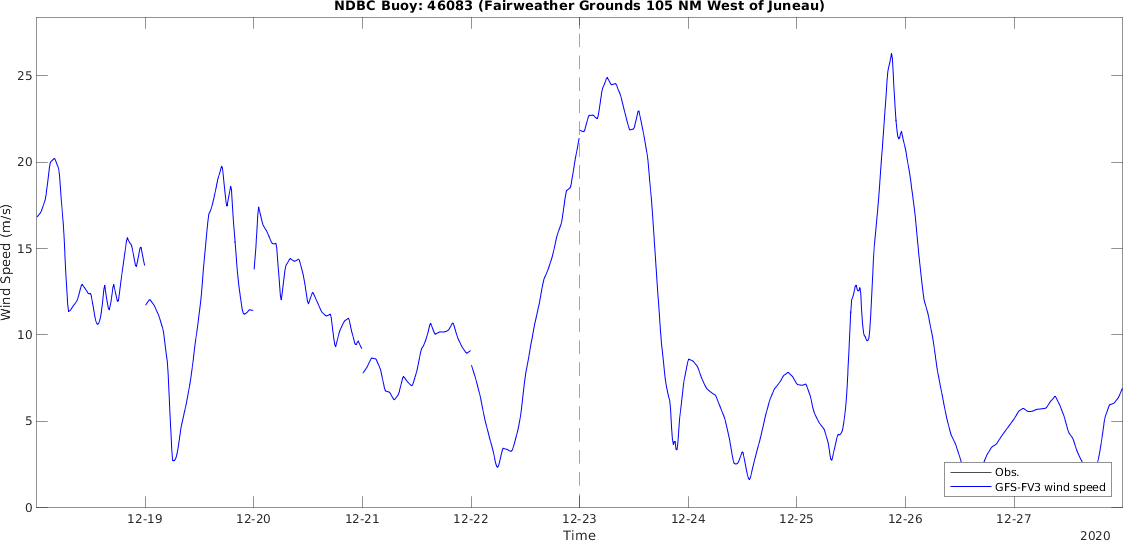 NDBC Buoy: 46083 (Fairweather Grounds 105 NM West of Juneau)
Wind Speed (m/s)
25
20
15
10
5
0
12-19 12-20 12-21 12-22 12-23 12-24 12-25 12-26 12-27
Time
2020
Obs.
GFS-FV3 wind speed